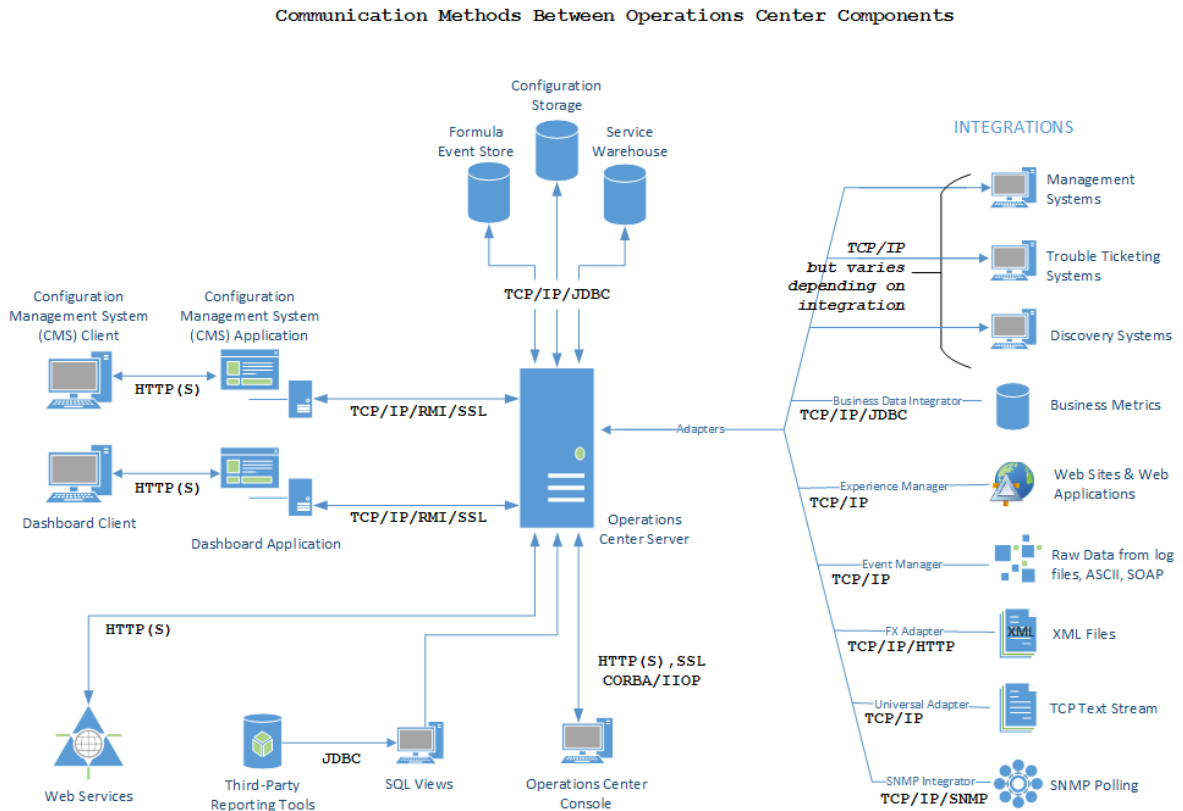 Communication Methods Between Operations Center Components
Configuration
Storage
Formula
Event Store
Service
Warehouse
TCP/IP/JDBC
INTEGRATIONS
Management
Systems
TCP/IP
but varies
depending on
integration
Trouble Ticketing
Systems
Discovery Systems
Configuration
Management System
(CMS) Client
Configuration
Management System
(CMS) Application
HTTP(S)
TCP/IP/RMI/SSL
Business Data Integrator
TCP/IP/JDBC
Business Metrics
Adapters
HTTP(S)
TCP/IP/RMI/SSL
Dashboard Client
Dashboard Application
Operations
Center Server
Experience Manager
TCP/IP
Web Sites & Web
Applications
Event Manager
TCP/IP
Raw Data from log
files, ASCII, SOAP
HTTP(S)
FX Adapter
TCP/IP/HTTP
XML
XML Files
HTTP(S),SSL
CORBA/IIOP
Universal Adapter
TCP/IP
TCP Text Stream
JDBC
Web Services
Third-Party
Reporting Tools
SQL Views
Operations Center
Console
SNMP Integrator
TCP/IP/SNMP
SNMP Polling